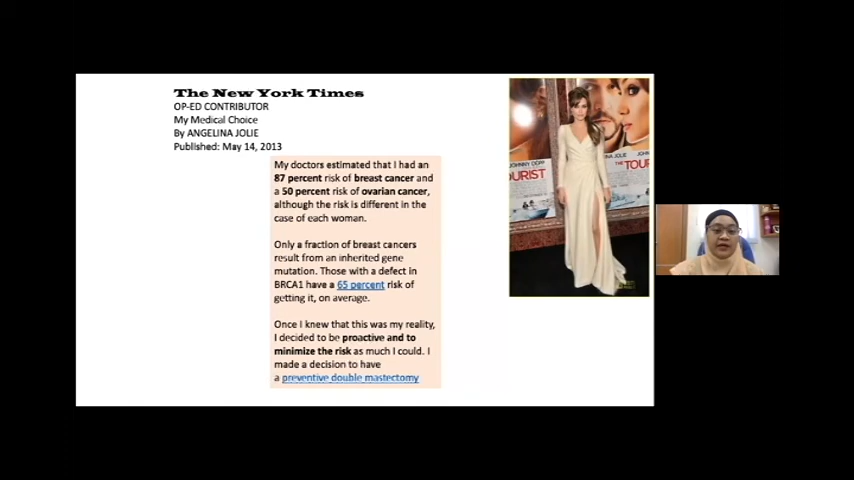 The New York Times
OP-ED CONTRIBUTOR
My Medical Choice
By ANGELINA JOLIE
Published: May 14, 2013
My doctors estimated that I had an
87 percent risk of breast cancer and
a 50 percent risk of ovarian cancer,
although the risk is different in the
case of each woman.
Only a fraction of breast cancers
result from an inherited gene
mutation. Those with a defect in
BRCA1 have a 65 percent risk of
getting it, on average.
Once I knew that this was my reality,
I decided to be proactive and to
minimize the risk as much I could. I
made a decision to have
a preventive double mastectomy
JOHNNY DEPP
URIST
INA JOLIE
JOHN
THE TOUR